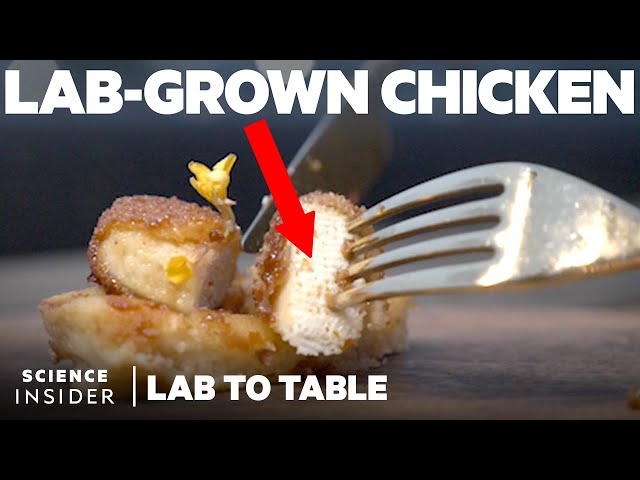 LAB-GROWN CHICKEN
SCIENCE
INSIDER
LAB TO TABLE